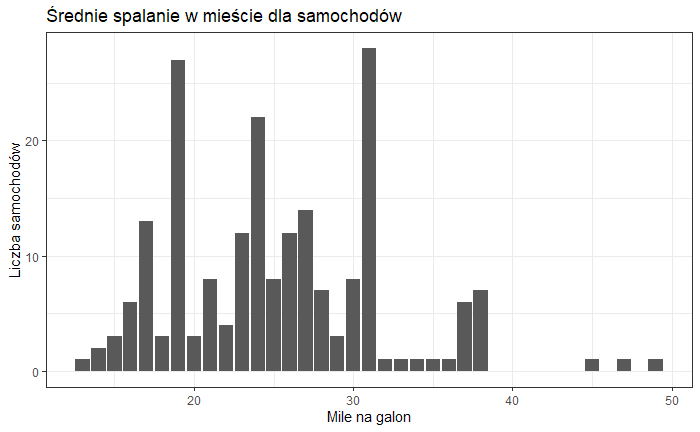 Średnie spalanie w mieście dla samochodów
Liczba samochodów
20
10
0
20 30 40 50
Mile na galon